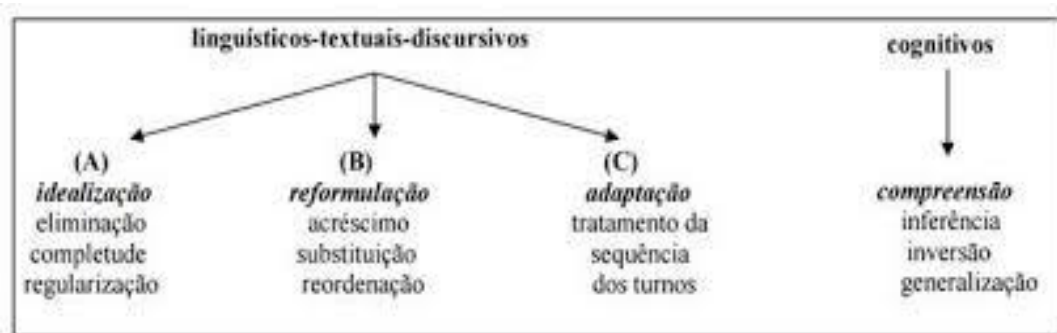 linguísticos-textuais-discursivos
cognitivos
(A)
idealização
eliminação
completude
regularização
(B)
reformulação
acréscimo
substituição
reordenação
(C)
adaptação
tratamento da
sequência
dos turnos
compreensão
inferência
inversão
generalização